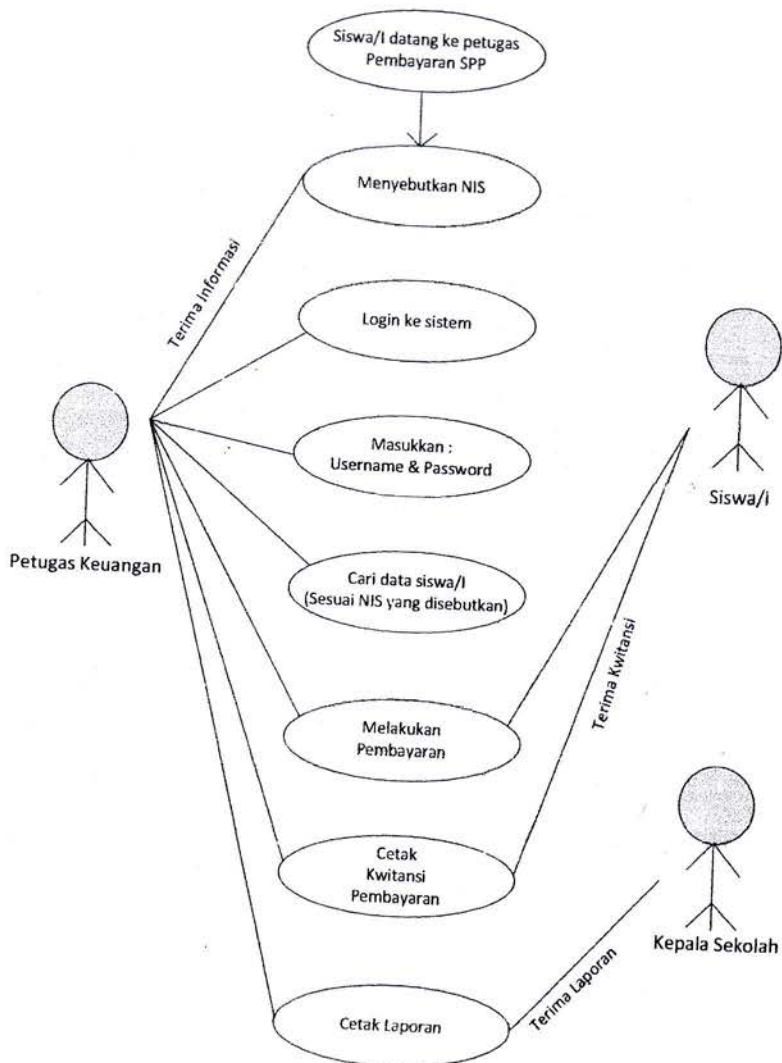 Siswa/I datang ke petugas
Pembayaran SPP
Menyebutkan NIS
Terima Informasi
Login ke sistem
Masukkan :
Username & Password
Siswa/I
Petugas Keuangan
Cari data siswa/I
(Sesuai NIS yang disebutkan)
Terima Kwitansi
Melakukan
Pembayaran
Cetak
Kwitansi
Pembayaran
Kepala Sekolah
Terima Laporan
Cetak Laporan